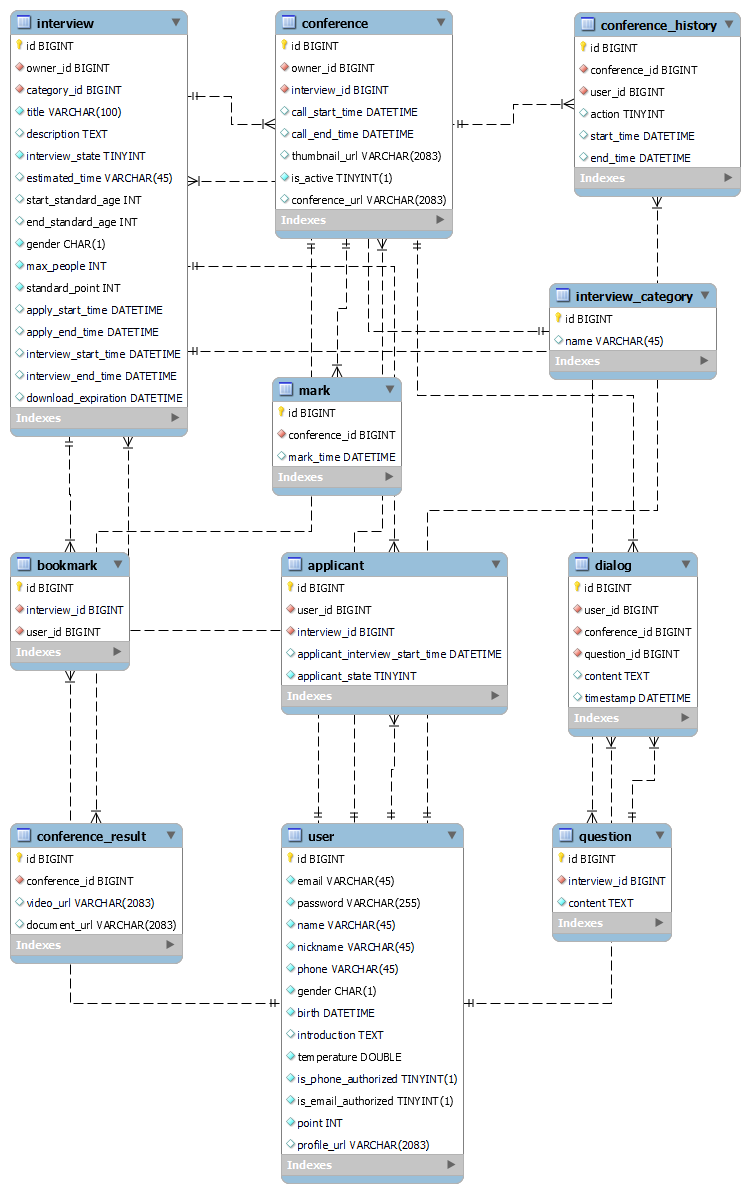 interview
id BIGINT
owner_id BIGINT
category_id BIGINT
title VARCHAR(100)
description TEXT
interview_state TINYINT
estimated_time VARCHAR(45)
start_standard_age INT
end_standard_age INT
gender CHAR(1)
max_people INT
standard_point INT
apply_start_time DATETIME
apply_end_time DATETIME
interview_start_time DATETIME
interview_end_time DATETIME
download_expiration DATETIME
Indexes
conference
id BIGINT
owner_id BIGINT
interview_id BIGINT
call_start_time DATETIME
call_end_time DATETIME
thumbnail_url VARCHAR(2083)
is_active TINYINT(1)
conference_url VARCHAR(2083)
Indexes
conference_history
id BIGINT
conference_id BIGINT
user_id BIGINT
action TINYINT
start_time DATETIME
end_time DATETIME
Indexes
interview_category
id BIGINT
name VARCHAR(45)
Indexes
mark
id BIGINT
conference_id BIGINT
mark_time DATETIME
Indexes
bookmark
id BIGINT
interview_id BIGINT
user_id BIGINT
Indexes
applicant
id BIGINT
user_id BIGINT
interview_id BIGINT
applicant_interview_start_time DATETIME
applicant_state TINYINT
Indexes
dialog
id BIGINT
user_id BIGINT
conference_id BIGINT
question_id BIGINT
content TEXT
timestamp DATETIME
Indexes
conference_result
id BIGINT
conference_id BIGINT
video_url VARCHAR(2083)
document_url VARCHAR(2083)
Indexes
user
id BIGINT
email VARCHAR(45)
password VARCHAR(255)
name VARCHAR(45)
nickname VARCHAR(45)
phone VARCHAR(45)
gender CHAR(1)
birth DATETIME
introduction TEXT
temperature DOUBLE
is_phone_authorized TINYINT(1)
is_email_authorized TINYINT(1)
point INT
profile_url VARCHAR(2083)
Indexes
question
id BIGINT
interview_id BIGINT
content TEXT
Indexes